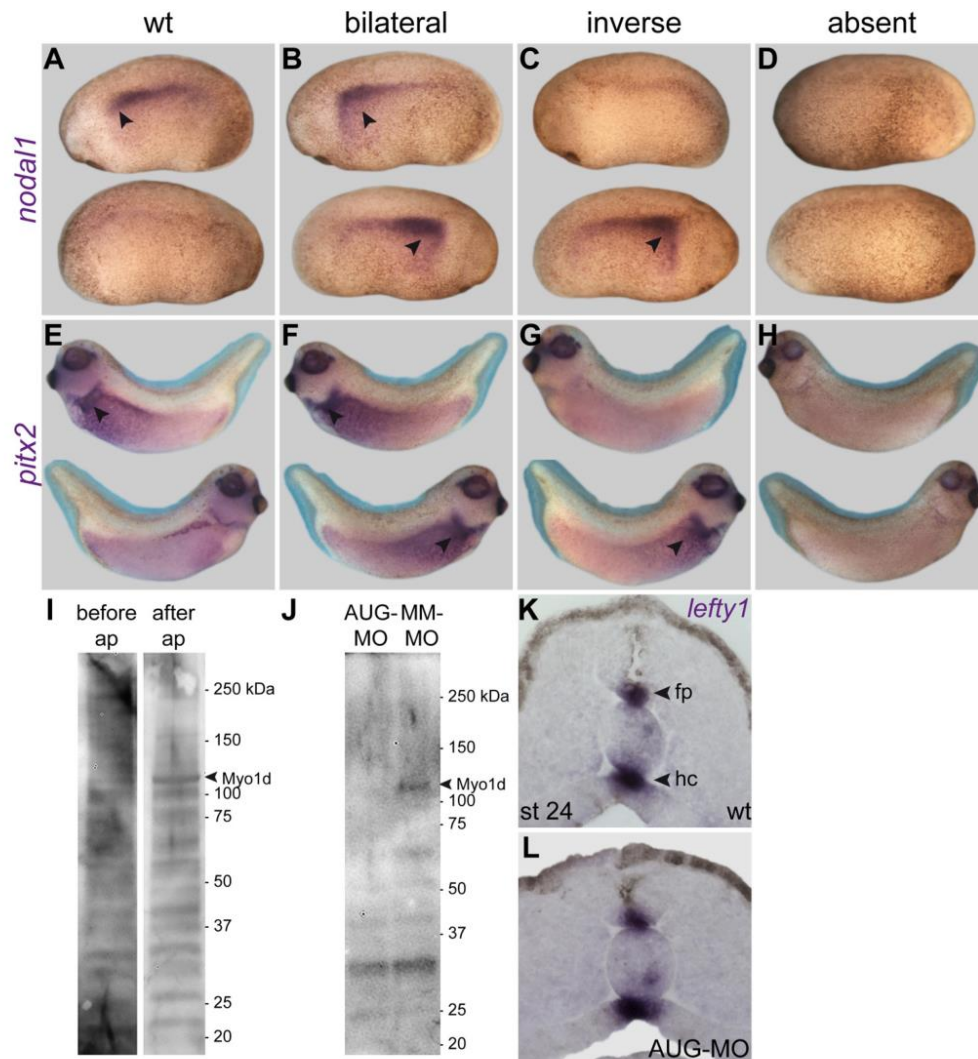 wt bilateral inverse absent
A B C D
nodal1
E F G H
pitx2
I before ap after ap
250 kDa
150
Myo1d
100
75
50
37
25
20
J AUG-MO MM-MO
250 kDa
150
Myo1d
100
75
50
37
25
20
K lefty1
fp
hc
st 24 wt
L
AUG-MO